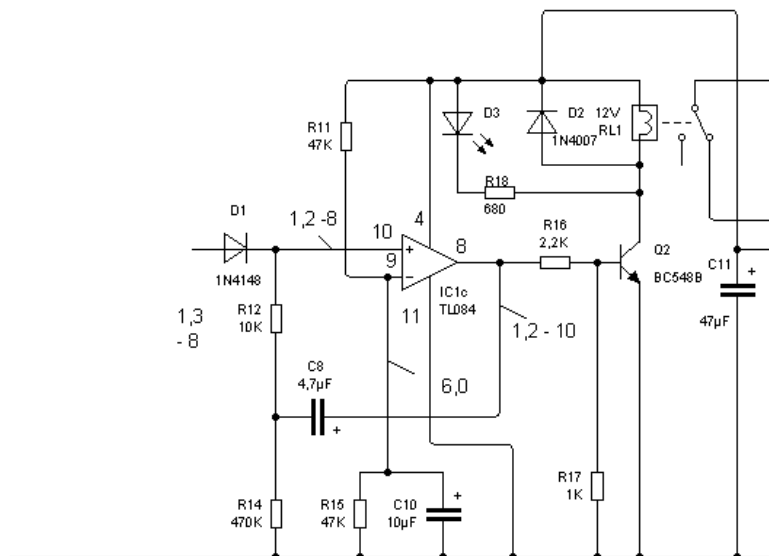 D3
D2
12V
RL1
1N4007
R11
47K
R18
680
D1
1,2 -8
4
10
8
R16
2,2K
9
+
−
Q2
BC548B
C11
+
47µF
1N4148
IC1c
TL084
11
1,3
- 8
R12
10K
1,2 - 10
C8
4,7µF
+
6,0
R14
470K
R15
47K
C10
10µF
+
R17
1K